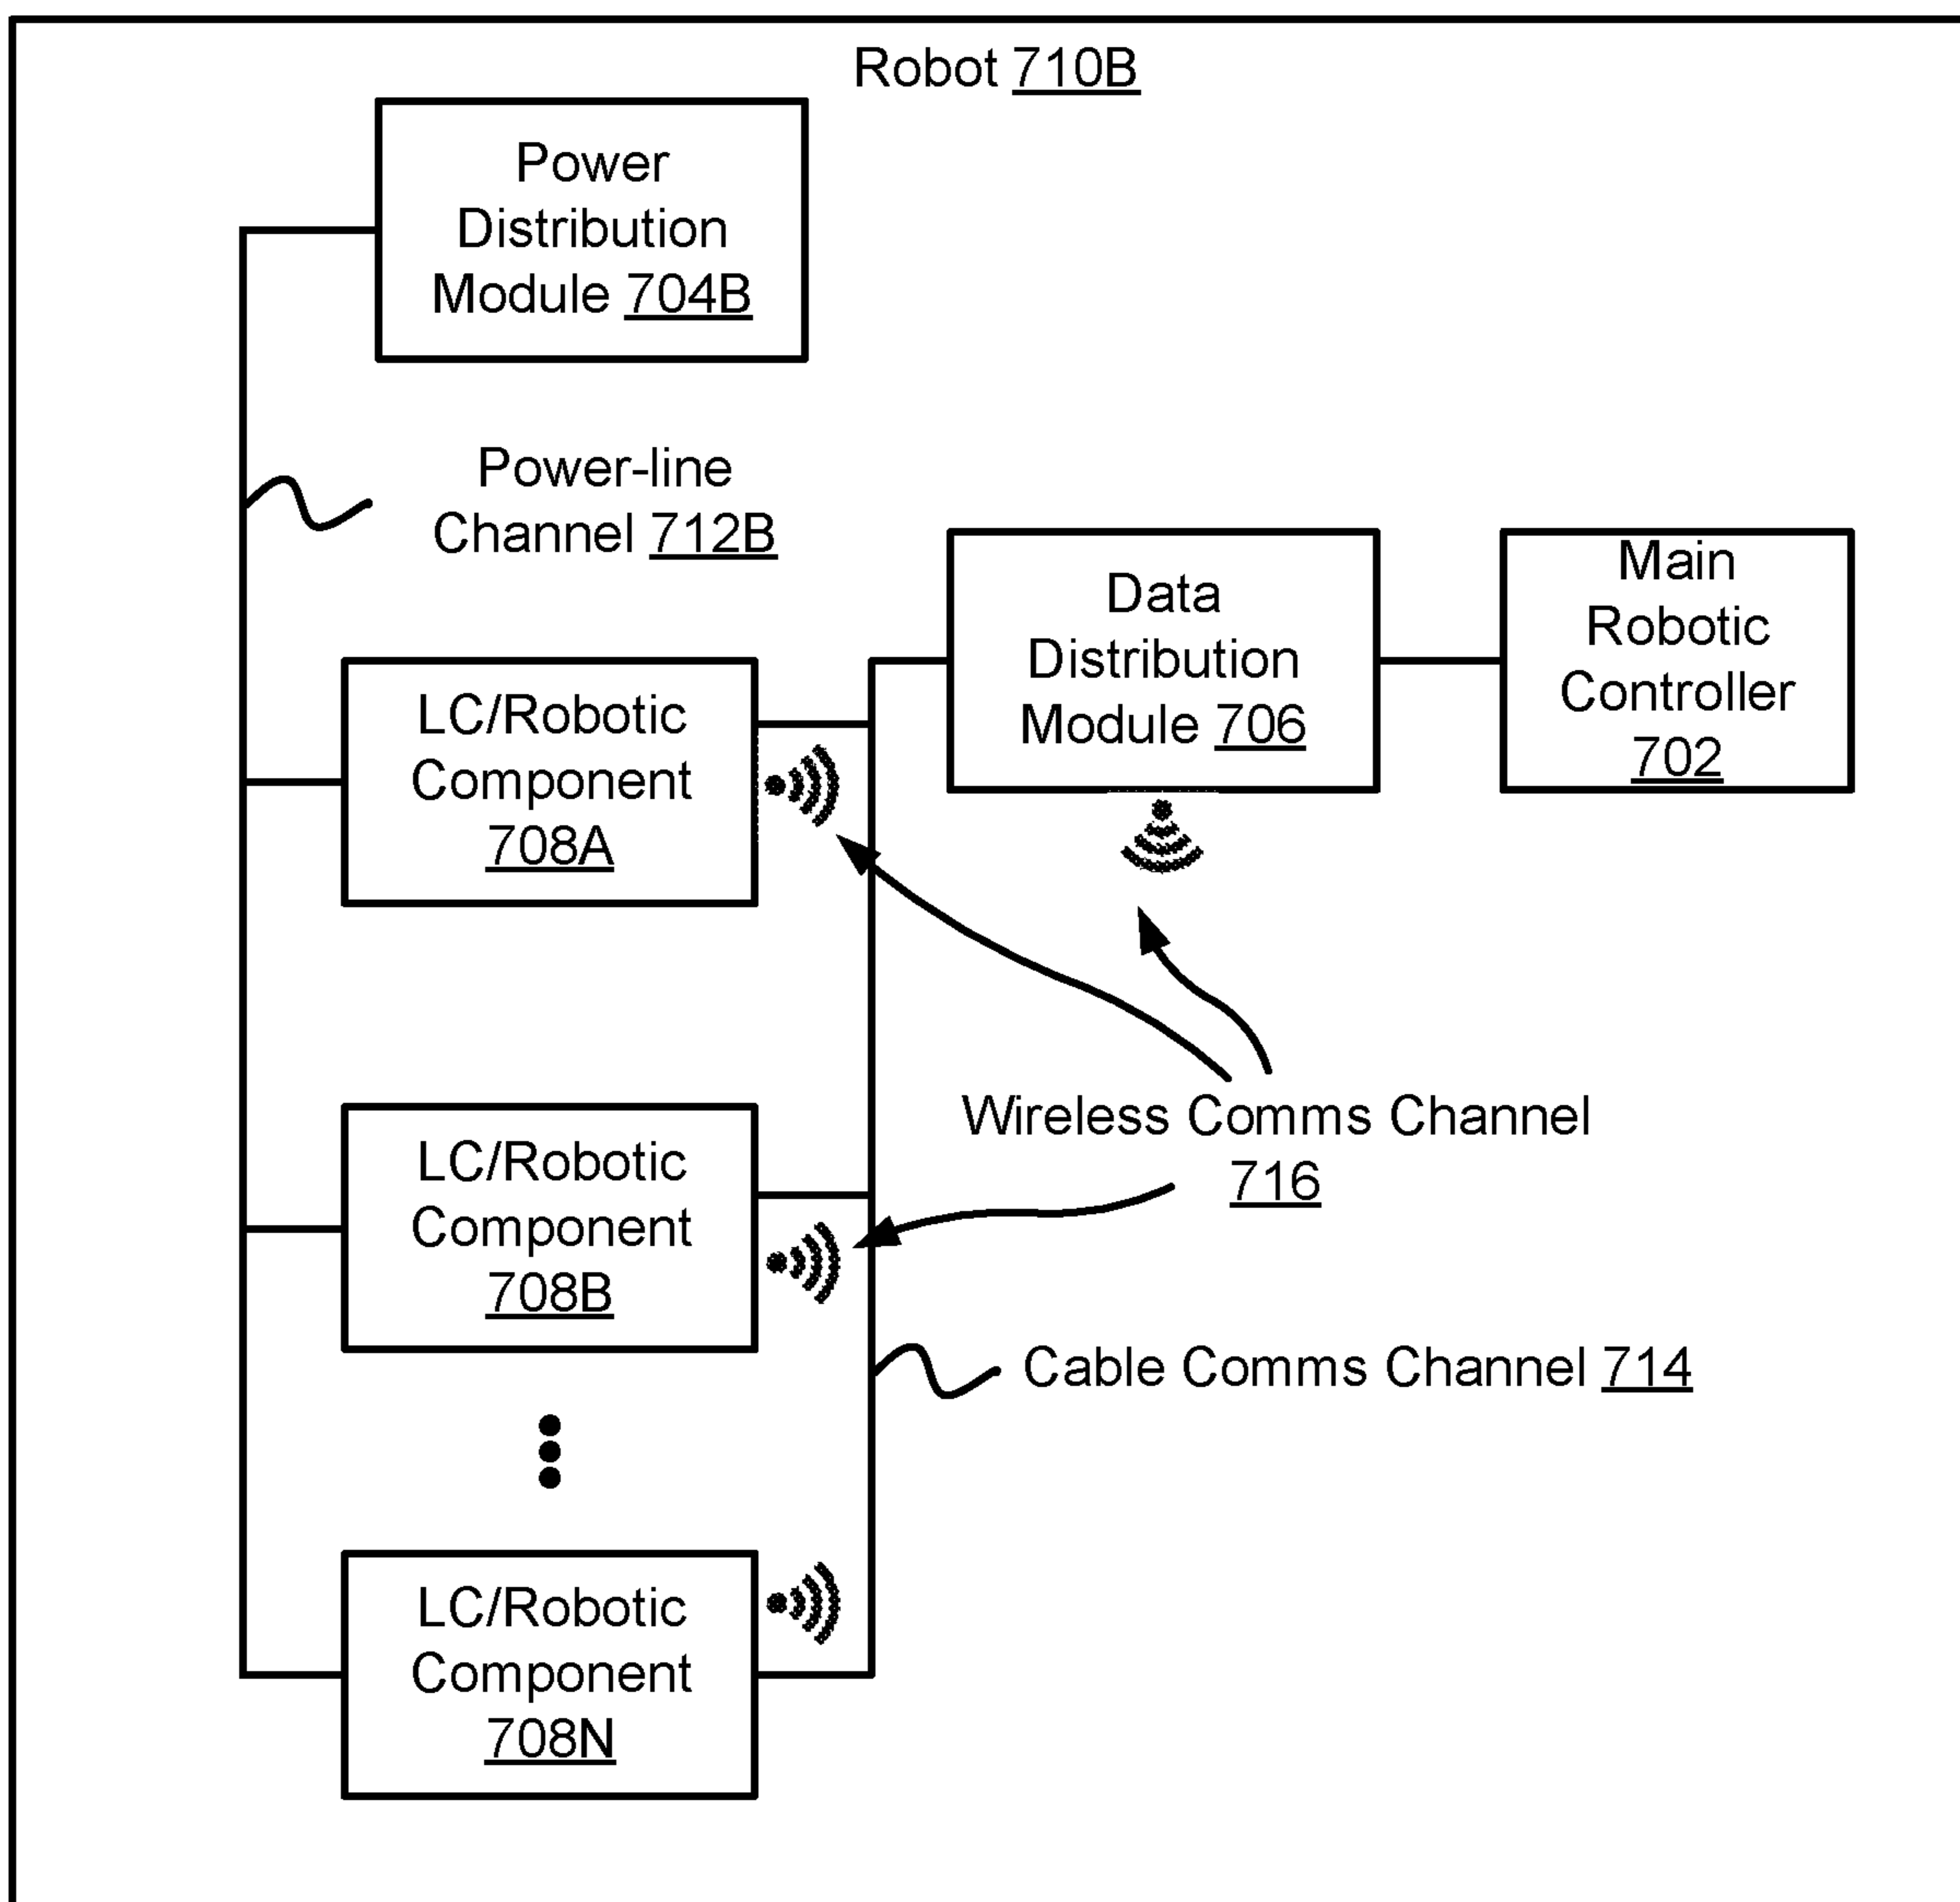 Robot 710B
Power
Distribution
Module 704B
Power-line
Channel 712B
Data
Distribution
Module 706
Main
Robotic
Controller
702
LC/Robotic
Component
708A
Wireless Comms Channel
716
LC/Robotic
Component
708B
Cable Comms Channel 714
LC/Robotic
Component
708N